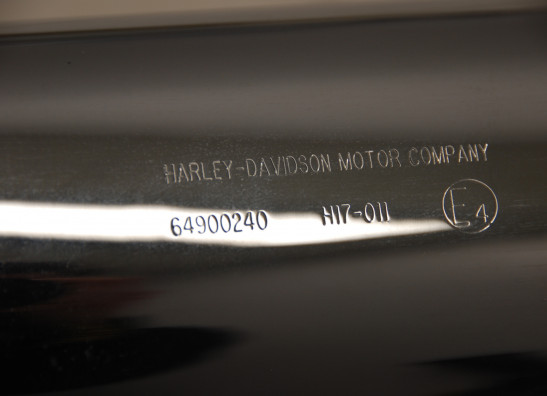 HARLEY-DAVIDSON MOTOR COMPANY
64900240 H17-011 E4